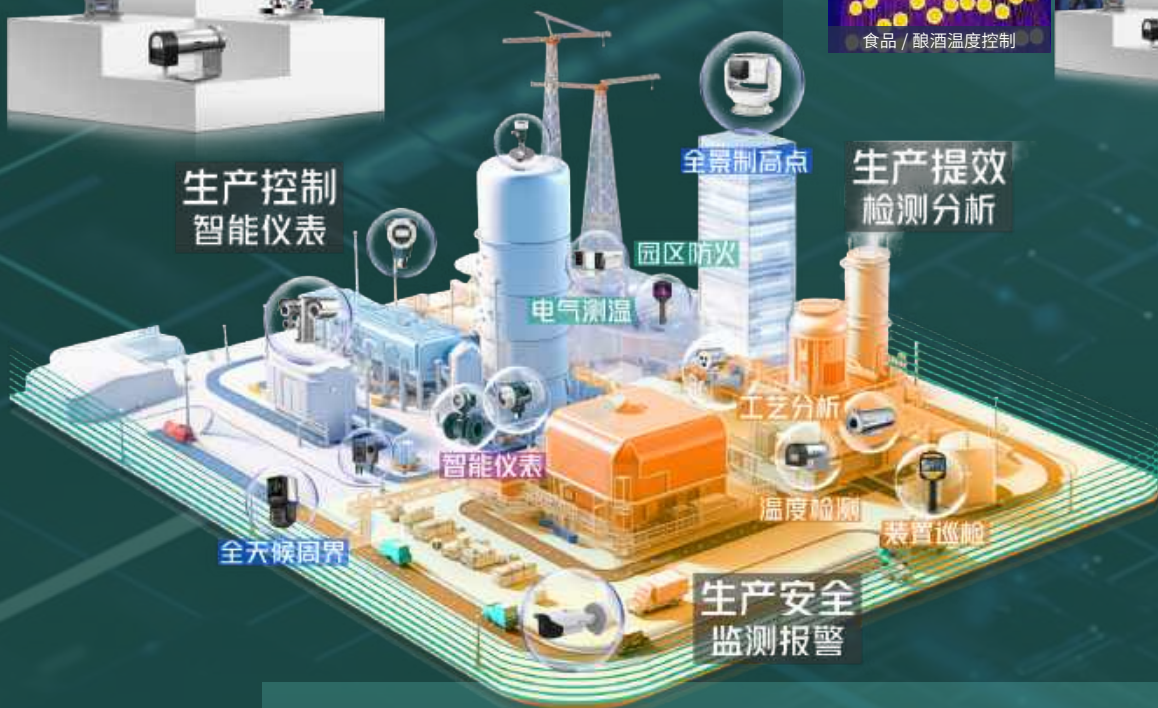 食品 / 酿酒温度控制
全景制高点
生产提效
检测分析
生产控制
智能仪表
园区防火
电气测温
工艺分析
智能仪表
温度检测
装置巡检
全天候周界
生产安全
监测报警